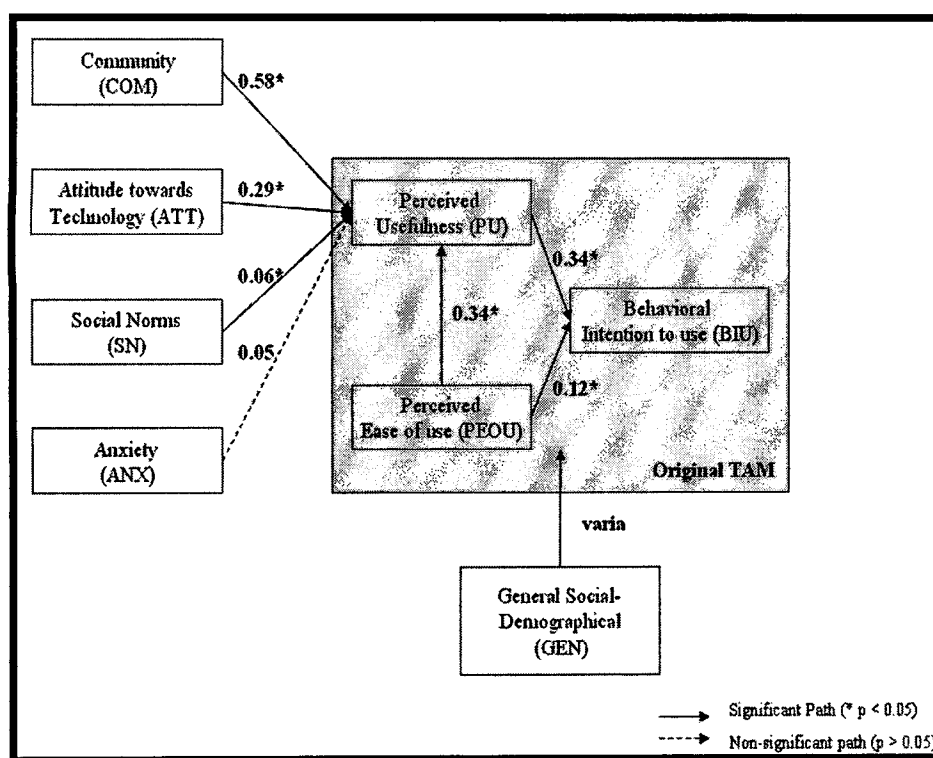 Community
(COM)
0.58*
Attitude towards
Technology (ATT)
0.29*
Perceived
Usefulness (PU)
0.06*
0.34*
Social Norms
(SN)
0.34*
Behavioral
Intention to use (BIU)
0.05
0.12*
Perceived
Ease of use (PEOU)
Anxiety
(ANX)
Original TAM
varia
General Social-
Demographical
(GEN)
Significant Path (* p < 0.05)
Non-significant path (p > 0.05)